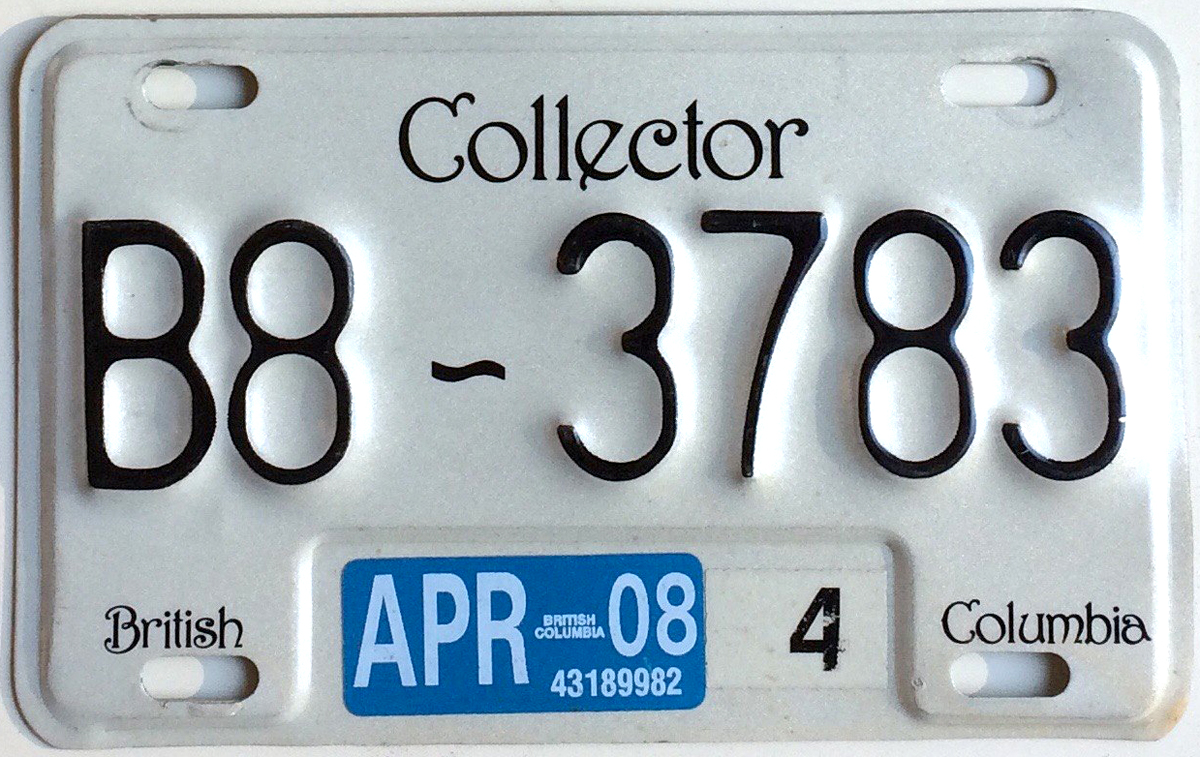 Collector
B8 ~ 3783
British
APR BRITISH COLUMBIA 08
43189982
4
Columbia